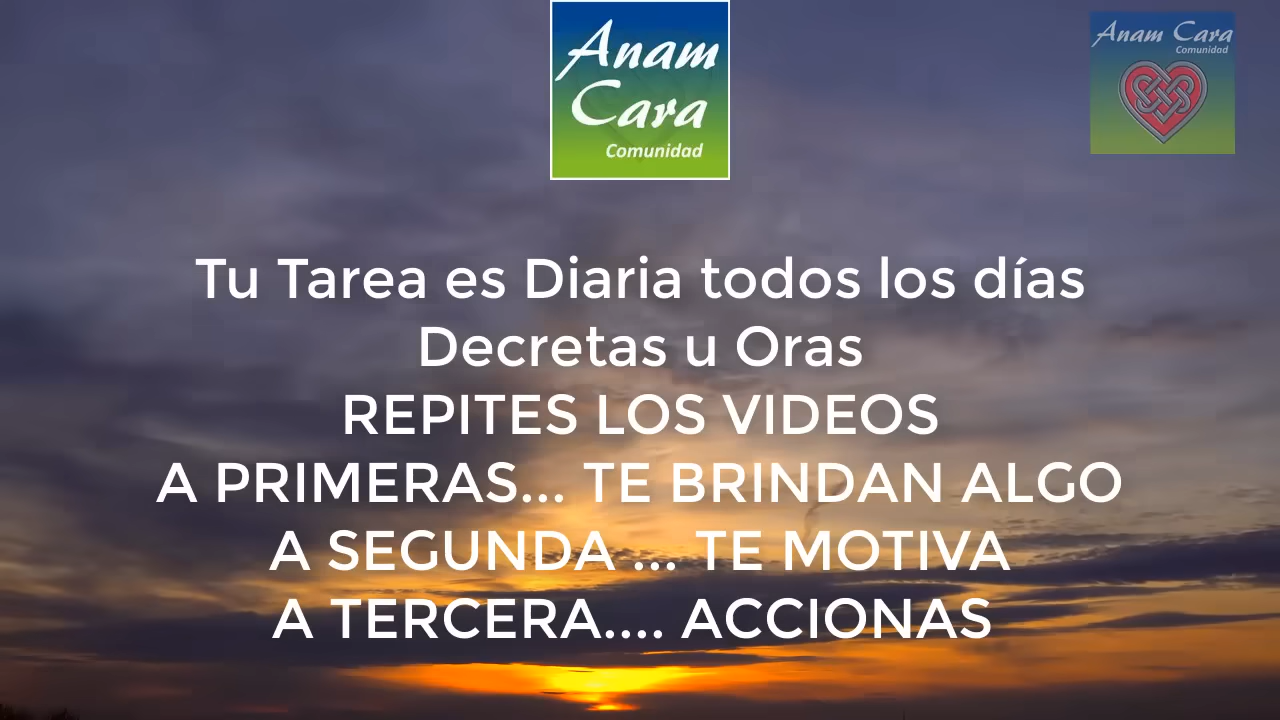 Anam
Cara
Comunidad
Anam Cara
Comunidad
Tu Tarea es Diaria todos los días
Decretas u Oras
REPITES LOS VIDEOS
A PRIMERAS... TE BRINDAN ALGO
A SEGUNDA ... TE MOTIVA
A TERCERA.... ACCIONAS